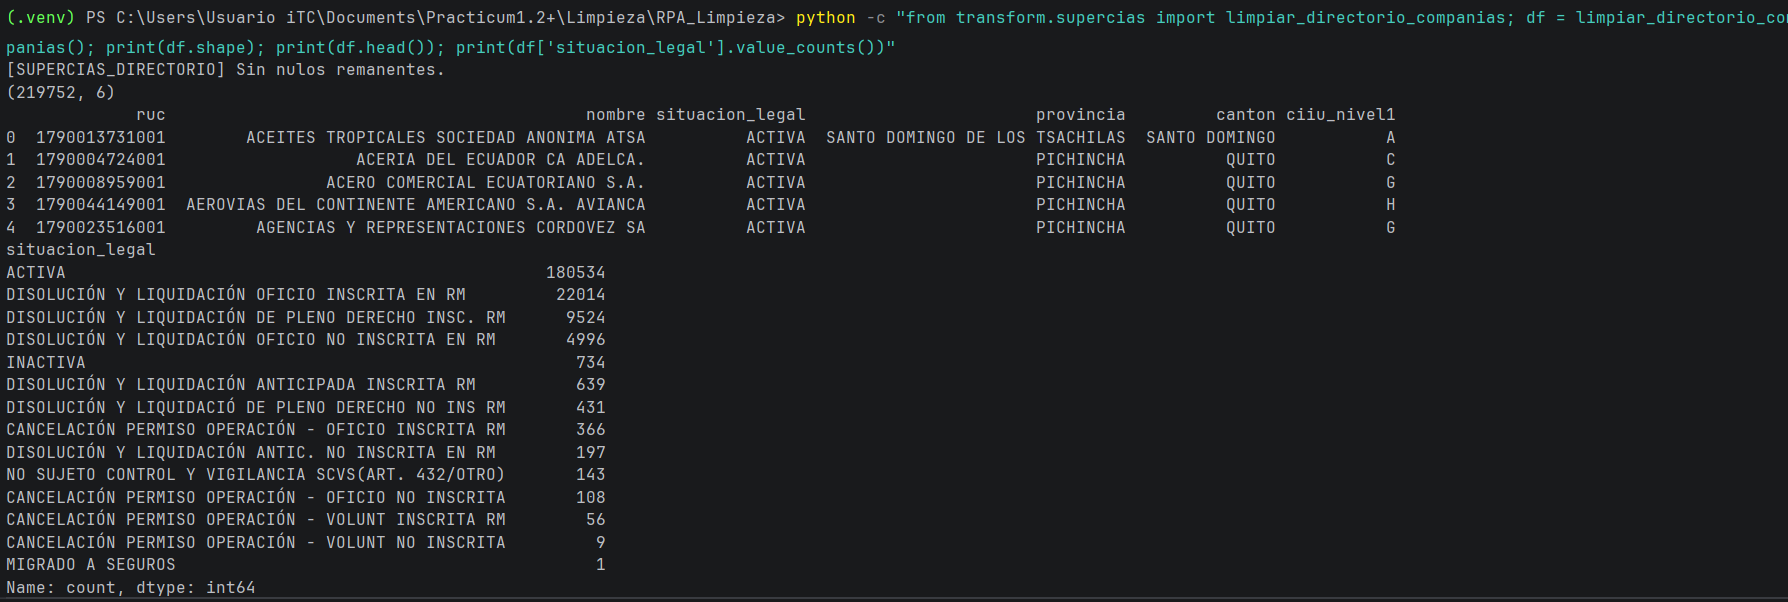 (.venv) PS C:\Users\Usuario iTC\Documents\Practicum1.2+\Limpieza\RPA_Limpieza> python -c "from transform.supercias import limpiar_directorio_companias; df = limpiar_directorio_com
panias(); print(df.shape); print(df.head()); print(df['situacion_legal'].value_counts())"
[SUPERCIAS_DIRECTORIO] Sin nulos remanentes.
(219752, 6)
ruc nombre situacion_legal provincia canton ciiu_nivel1
0 1790013731001 ACEITES TROPICALES SOCIEDAD ANONIMA ATSA ACTIVA SANTO DOMINGO DE LOS TSACHILAS SANTO DOMINGO A
1 1790004724001 ACERIA DEL ECUADOR CA ADELCA. ACTIVA PICHINCHA QUITO C
2 1790008959001 ACERO COMERCIAL ECUATORIANO S.A. ACTIVA PICHINCHA QUITO G
3 1790044149001 AEROVIAS DEL CONTINENTE AMERICANO S.A. AVIANCA ACTIVA PICHINCHA QUITO H
4 1790023516001 AGENCIAS Y REPRESENTACIONES CORDOVEZ SA ACTIVA PICHINCHA QUITO G
situacion_legal
ACTIVA 180534
DISOLUCIÓN Y LIQUIDACIÓN OFICIO INSCRITA EN RM 22014
DISOLUCIÓN Y LIQUIDACIÓN DE PLENO DERECHO INSC. RM 9524
DISOLUCIÓN Y LIQUIDACIÓN OFICIO NO INSCRITA EN RM 4996
INACTIVA 734
DISOLUCIÓN Y LIQUIDACIÓN ANTICIPADA INSCRITA RM 639
DISOLUCIÓN Y LIQUIDACIÓ DE PLENO DERECHO NO INS RM 431
CANCELACIÓN PERMISO OPERACIÓN - OFICIO INSCRITA RM 366
DISOLUCIÓN Y LIQUIDACIÓN ANTIC. NO INSCRITA EN RM 197
NO SUJETO CONTROL Y VIGILANCIA SCVS(ART. 432/OTRO) 143
CANCELACIÓN PERMISO OPERACIÓN - OFICIO NO INSCRITA 108
CANCELACIÓN PERMISO OPERACIÓN - VOLUNT INSCRITA RM 56
CANCELACIÓN PERMISO OPERACIÓN - VOLUNT NO INSCRITA 9
MIGRADO A SEGUROS 1
Name: count, dtype: int64